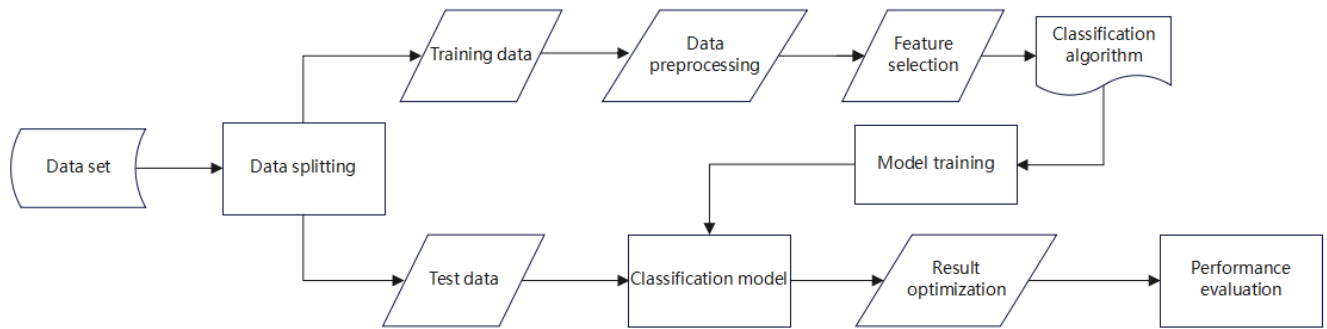 Training data
Data
preprocessing
Feature
selection
Classification
algorithm
Data set
Data splitting
Model training
Test data
Classification model
Result
optimization
Performance
evaluation